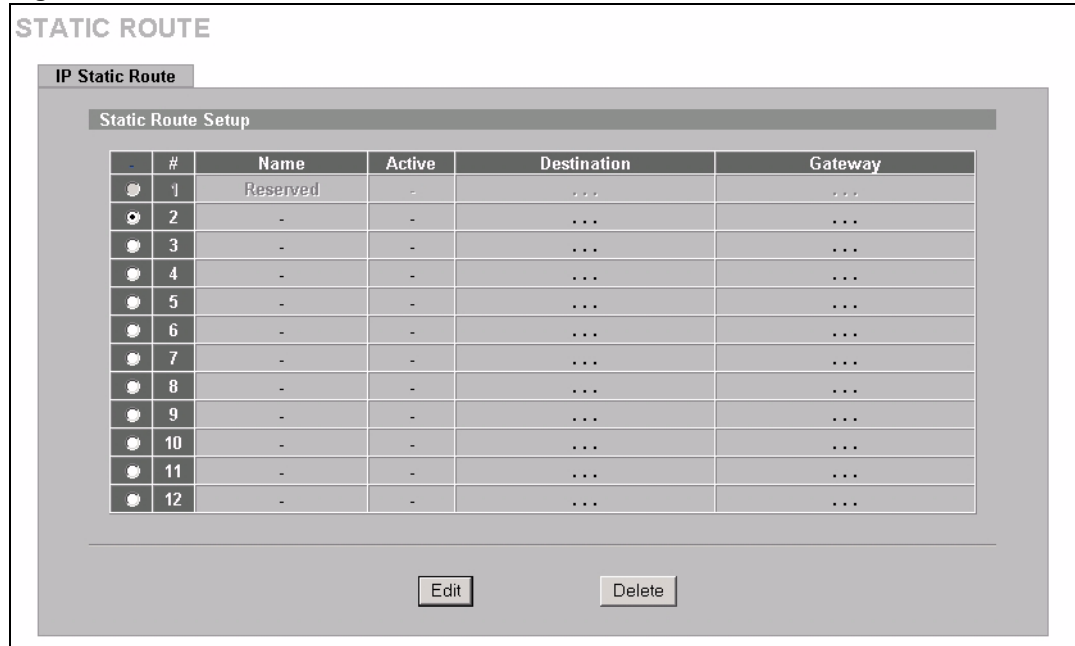 STATIC ROUTE
IP Static Route
Static Route Setup
- # Name Active Destination Gateway
1 Reserved - . . . . . .
2 - - . . . . . .
3 - - . . . . . .
4 - - . . . . . .
5 - - . . . . . .
6 - - . . . . . .
7 - - . . . . . .
8 - - . . . . . .
9 - - . . . . . .
10 - - . . . . . .
11 - - . . . . . .
12 - - . . . . . .
Edit Delete